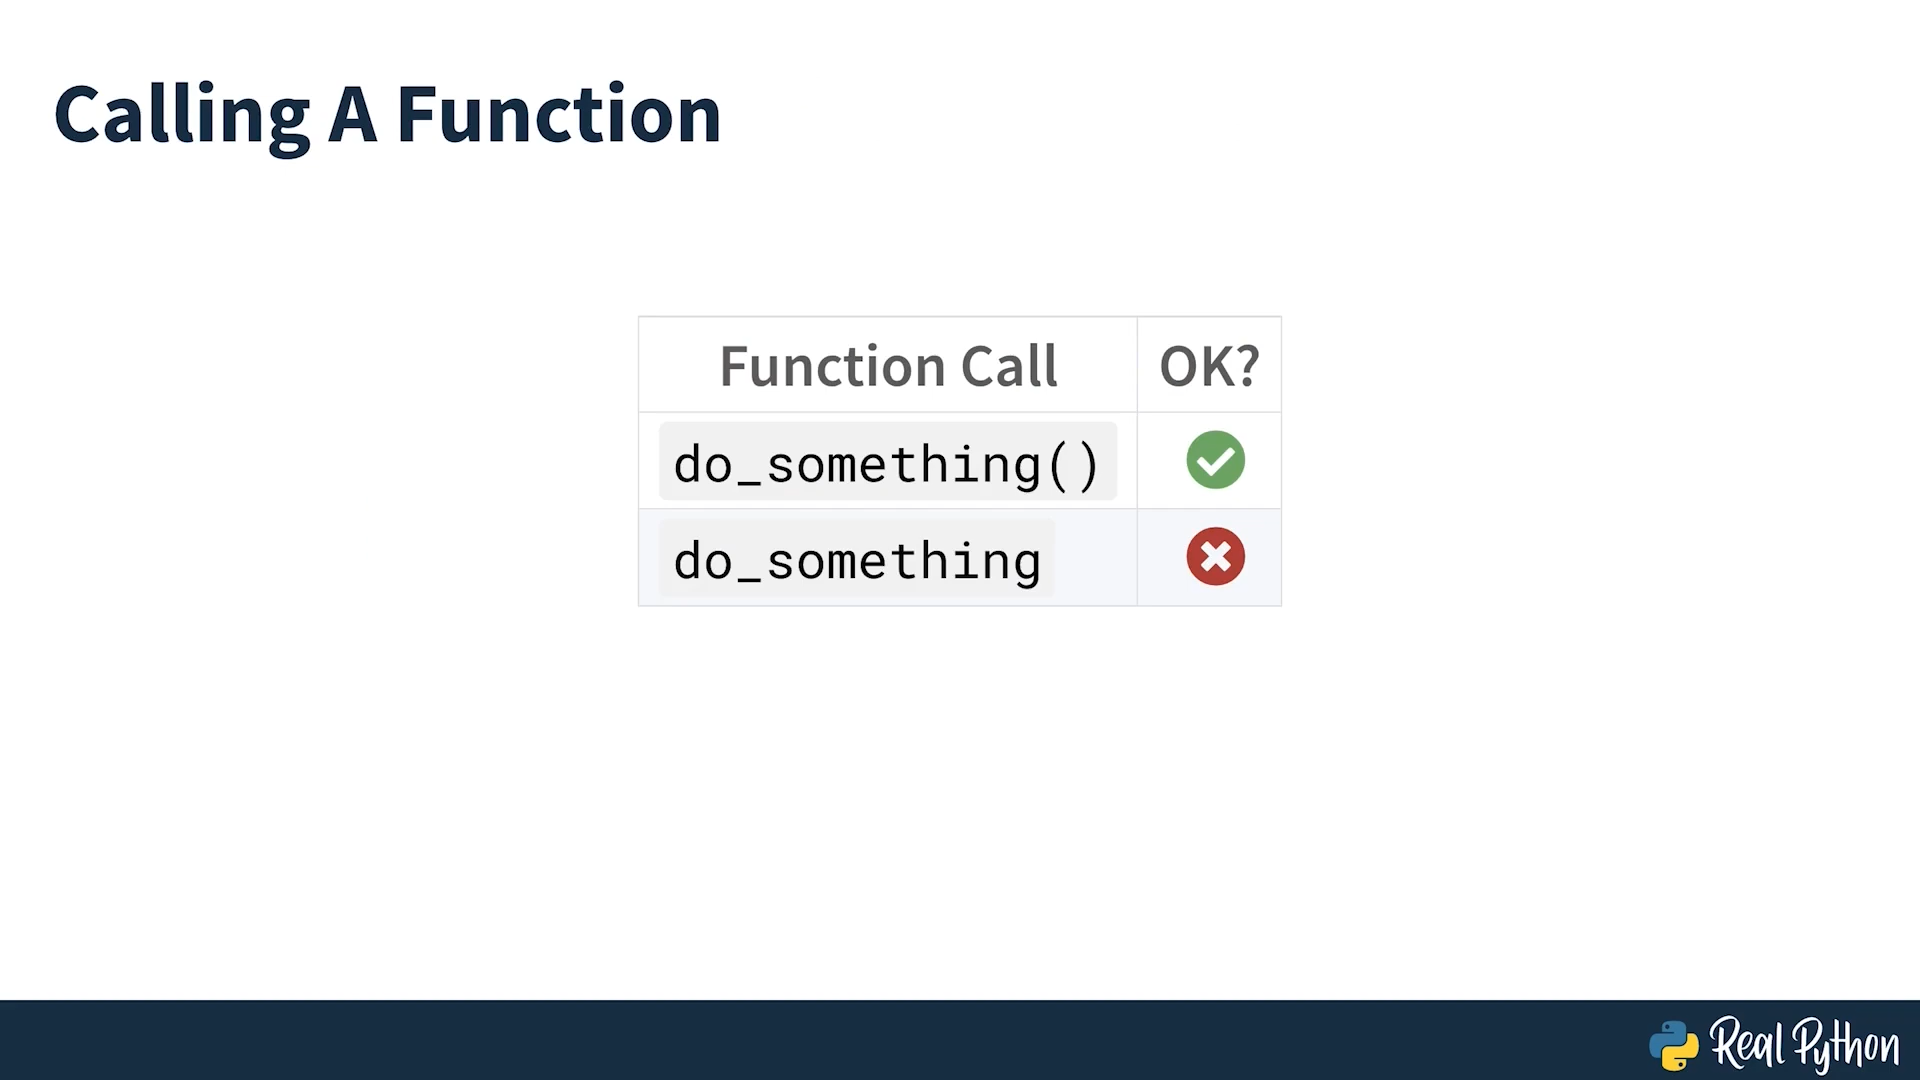 Calling A Function
Function Call OK?
do_something()
do_something
Real Python